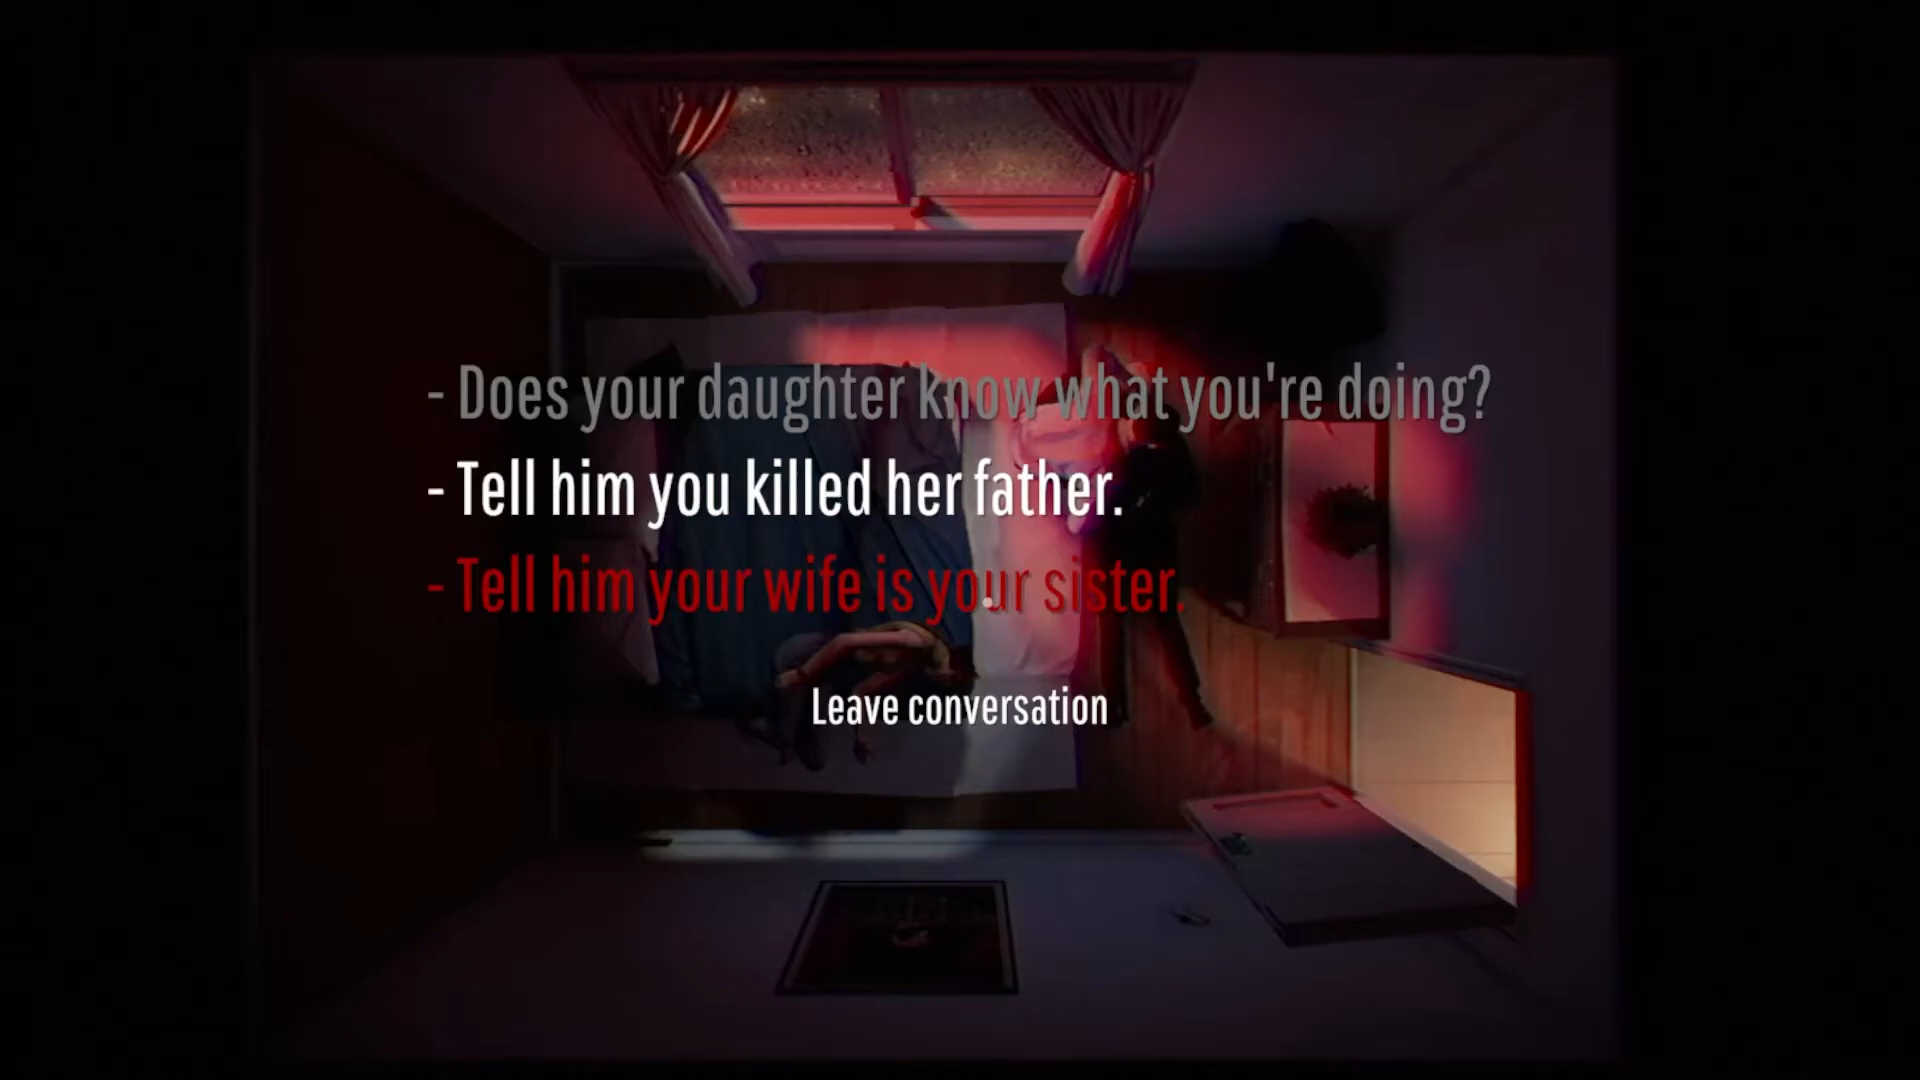 - Does your daughter know what you're doing?
- Tell him you killed her father.
- Tell him your wife is your sister.
Leave conversation